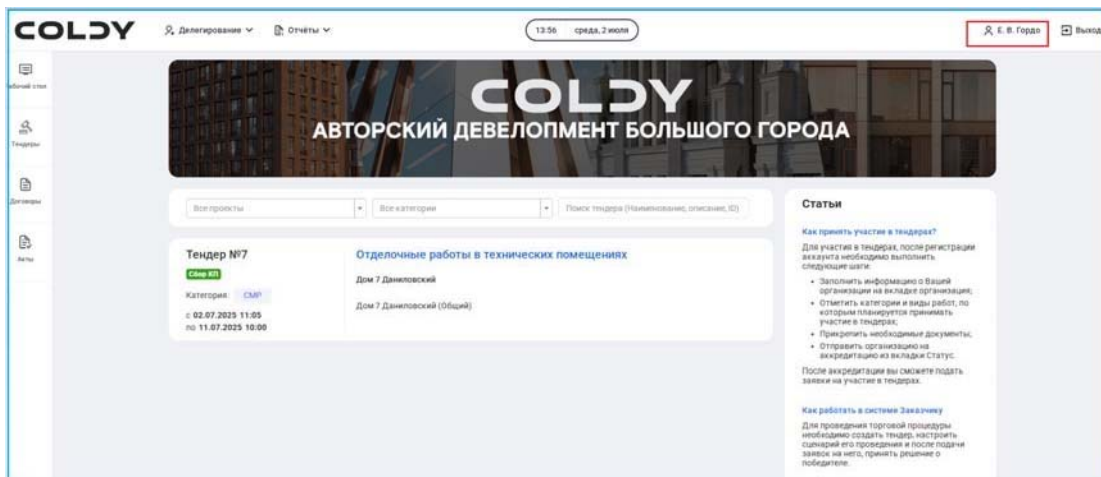 COLDY
Делегирование
Отчёты
13:56 среда, 2 июля
Е. В. Гордо
Выход
Тендеры
Договоры
Акты
COLDY
АВТОРСКИЙ ДЕВЕЛОПМЕНТ БОЛЬШОГО ГОРОДА
Все проекты
Все категории
Поиск тендера (Наименование, описание, ID)
Тендер №7
Сбор КП
Категория: СМР
с 02.07.2025 11:05
по 11.07.2025 10:00
Отделочные работы в технических помещениях
Дом 7 Даниловский
Дом 7 Даниловский (Общий)
Статьи
Как принять участие в тендерах?
Для участия в тендерах, после регистрации
аккаунта необходимо выполнить
следующие шаги:
Заполнить информацию о Вашей
организации на вкладке организация;
Отметить категории и виды работ, по
которым планируется принимать
участие в тендерах;
Прикрепить необходимые документы;
Отправить организацию на
аккредитацию из вкладки Статус.
После аккредитации вы сможете подать
заявки на участие в тендерах.
Как работать в системе Заказчику
Для проведения торговой процедуры
необходимо создать тендер, настроить
сценарий его проведения и после подачи
заявок на него, принять решение о
победителе.